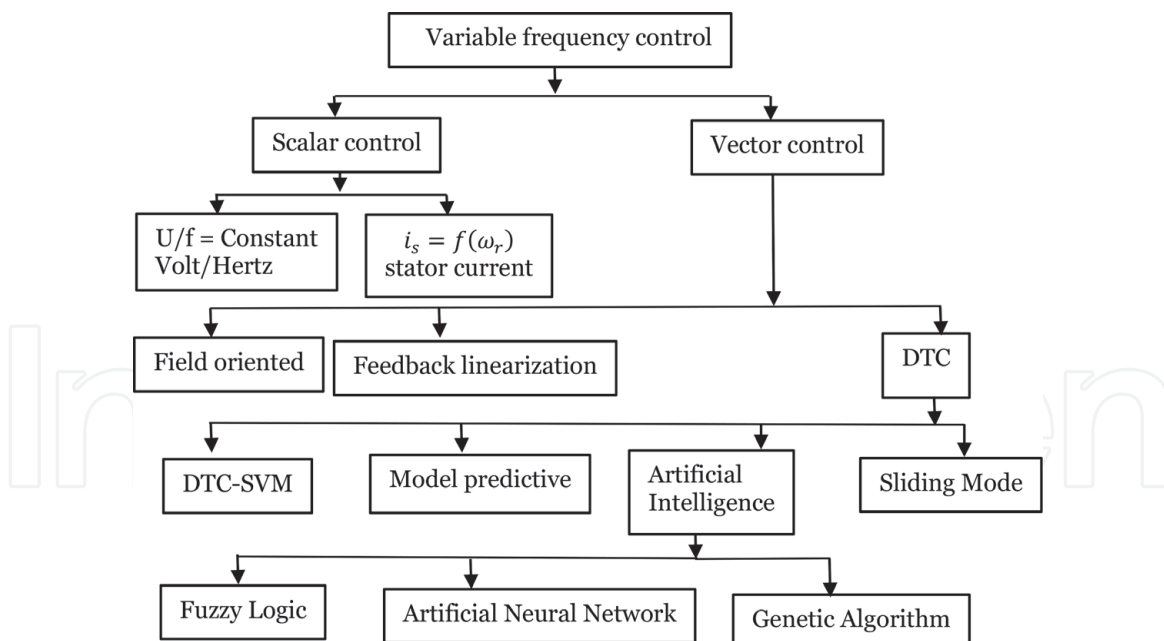 Variable frequency control
Scalar control
Vector control
U/f = Constant
Volt/Hertz
i_s = f(ω_r)
stator current
Field oriented
Feedback linearization
DTC
DTC-SVM
Model predictive
Artificial
Intelligence
Sliding Mode
Fuzzy Logic
Artificial Neural Network
Genetic Algorithm